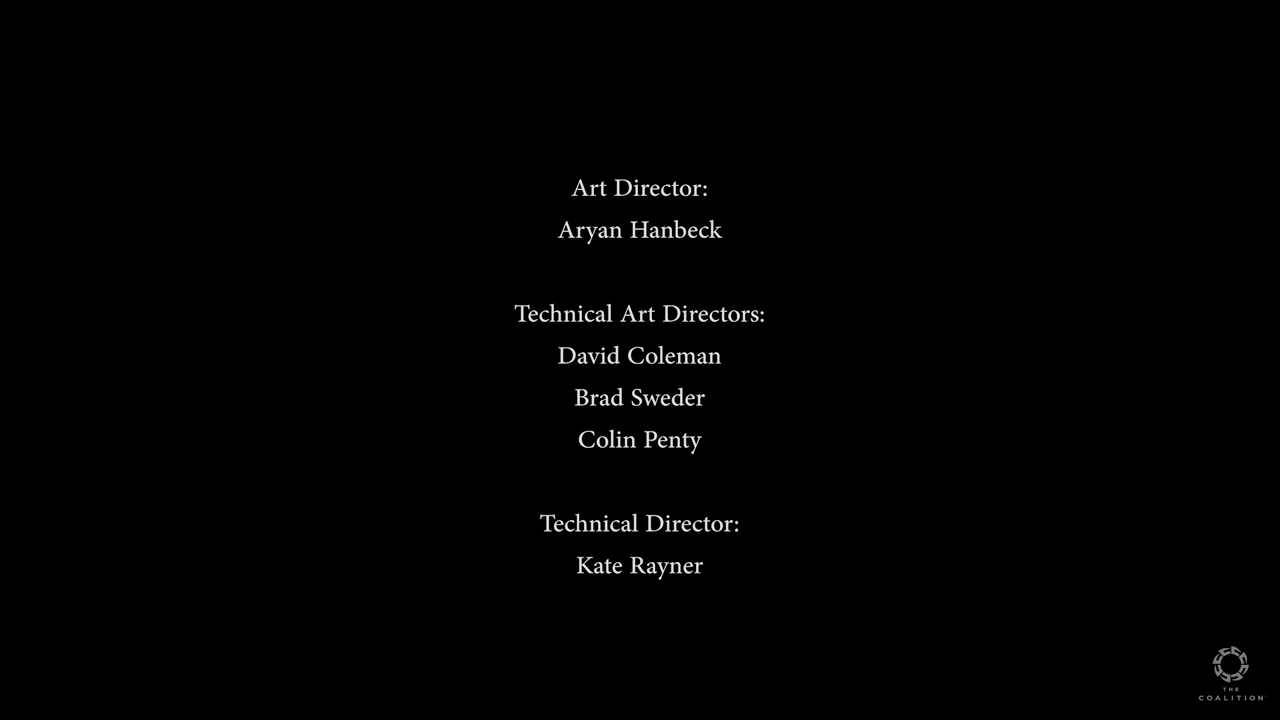 Art Director:
Aryan Hanbeck
Technical Art Directors:
David Coleman
Brad Sweder
Colin Penty
Technical Director:
Kate Rayner
THE
COALITION